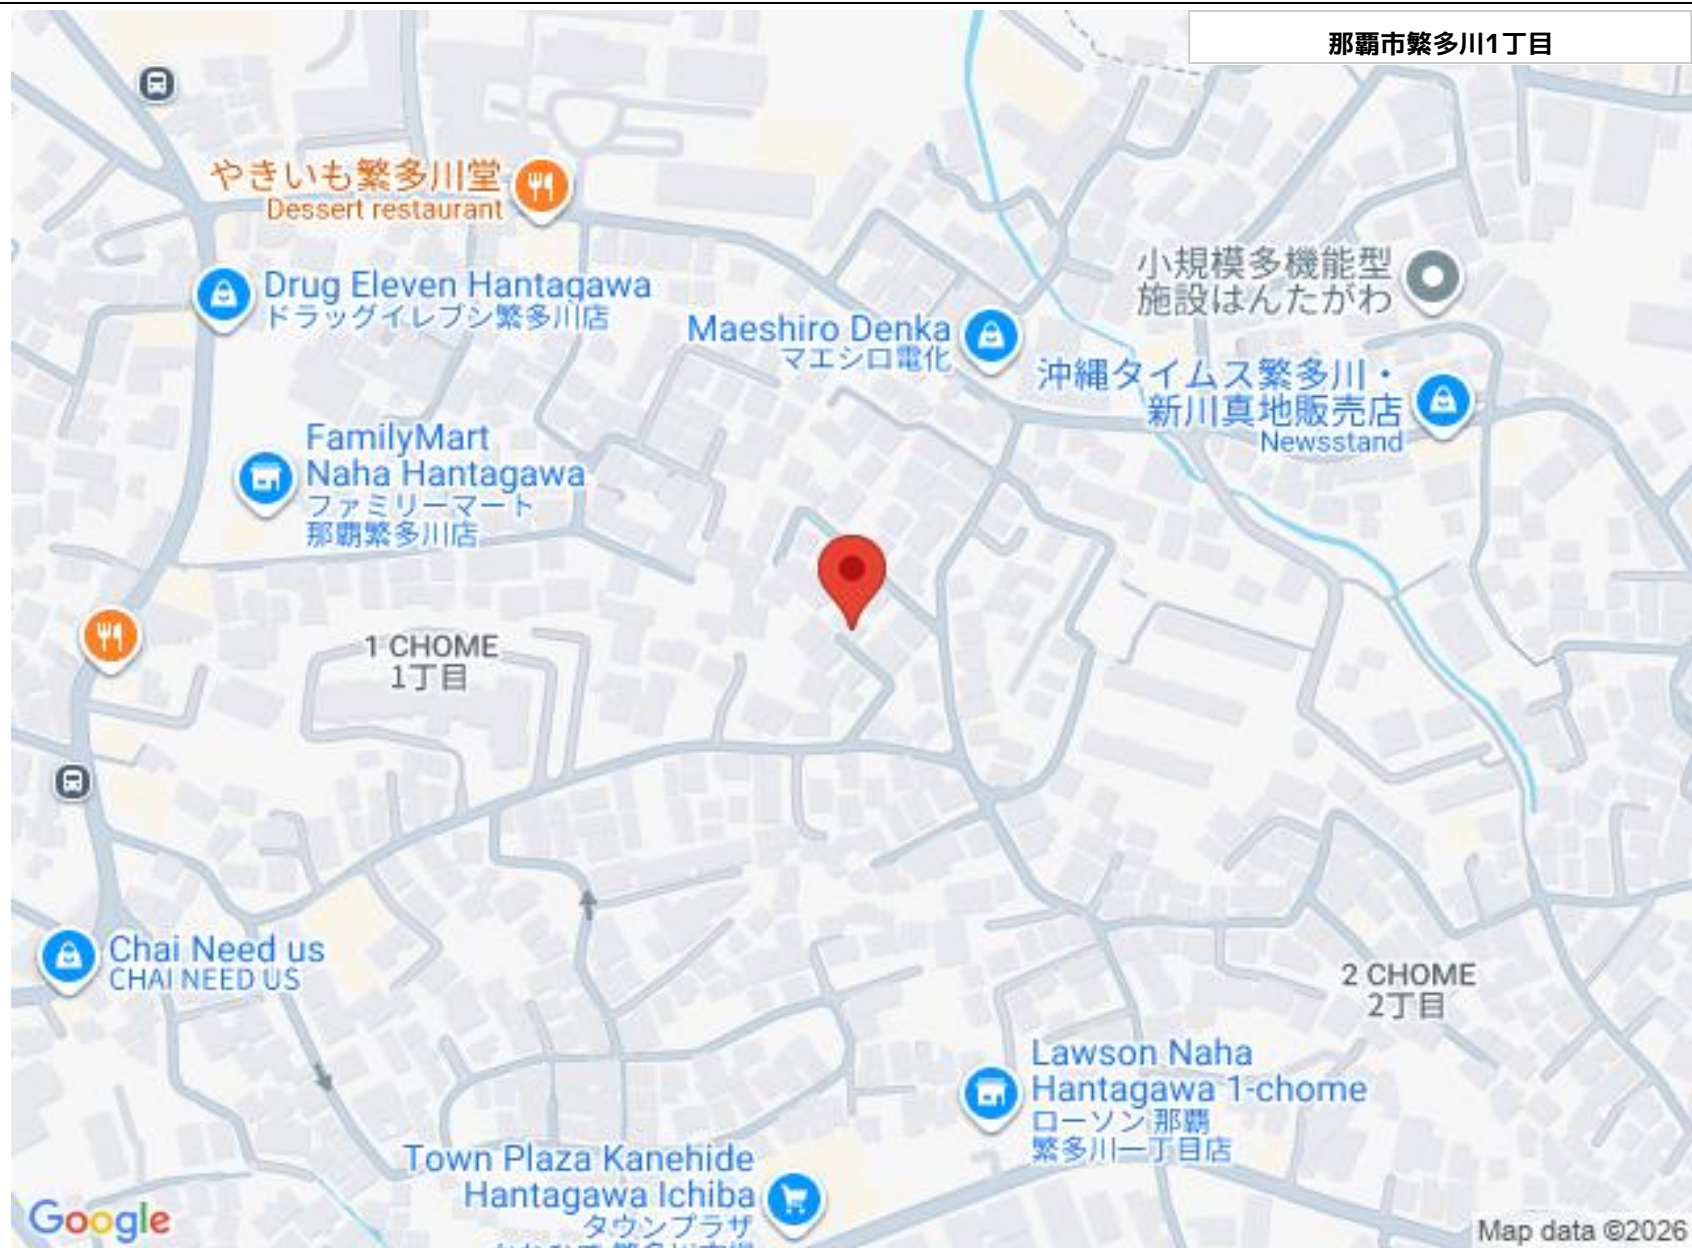 那覇市繁多川1丁目
やきいも繁多川堂
Dessert restaurant
Drug Eleven Hantagawa
ドラッグイレブン繁多川店
Maeshiro Denka
マエシロ電化
小規模多機能型
施設はんたがわ
沖縄タイムス繁多川・
新川真地販売店
Newsstand
FamilyMart
Naha Hantagawa
ファミリーマート
那覇繁多川店
1 CHOME
1丁目
Chai Need us
CHAI NEED US
2 CHOME
2丁目
Lawson Naha
Hantagawa 1-chome
ローソン 那覇
繁多川一丁目店
Town Plaza Kanehide
Hantagawa Ichiba
タウンプラザ
Google
Map data ©2026